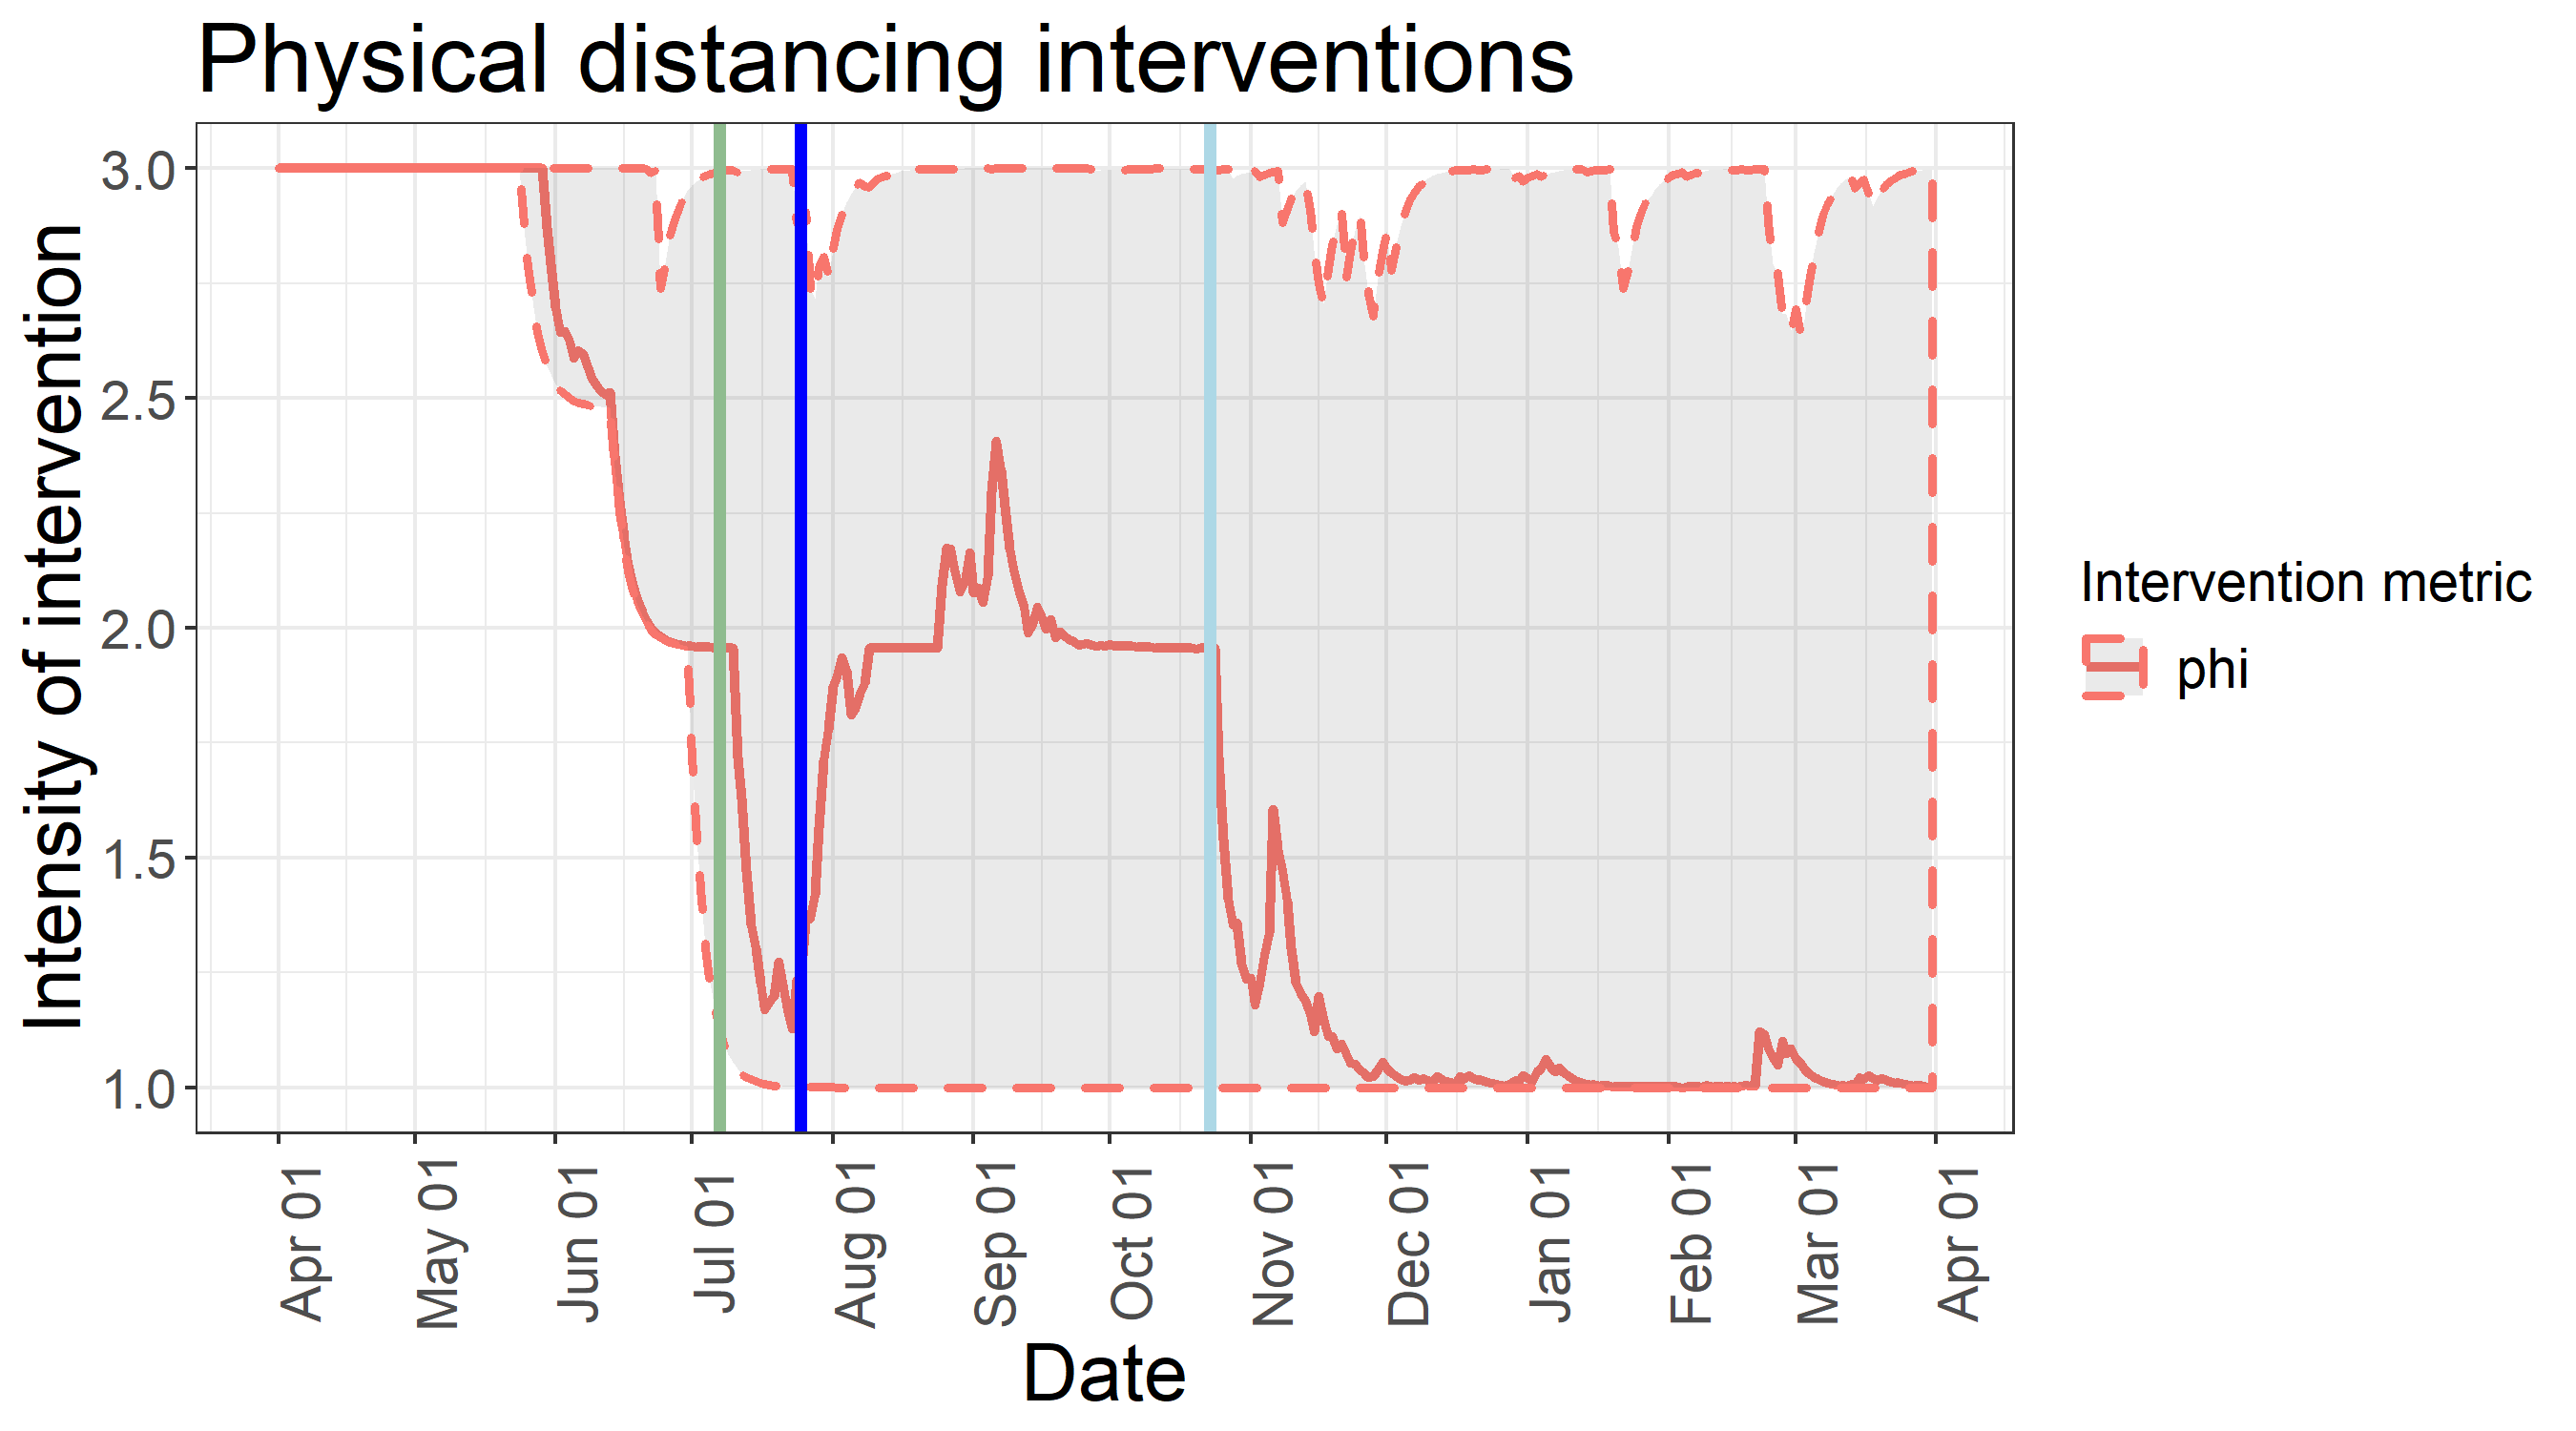 Physical distancing interventions
Intensity of intervention
3.0
2.5
2.0
1.5
1.0
Apr 01
May 01
Jun 01
Jul 01
Aug 01
Sep 01
Oct 01
Nov 01
Dec 01
Jan 01
Feb 01
Mar 01
Apr 01
Date
Intervention metric
phi